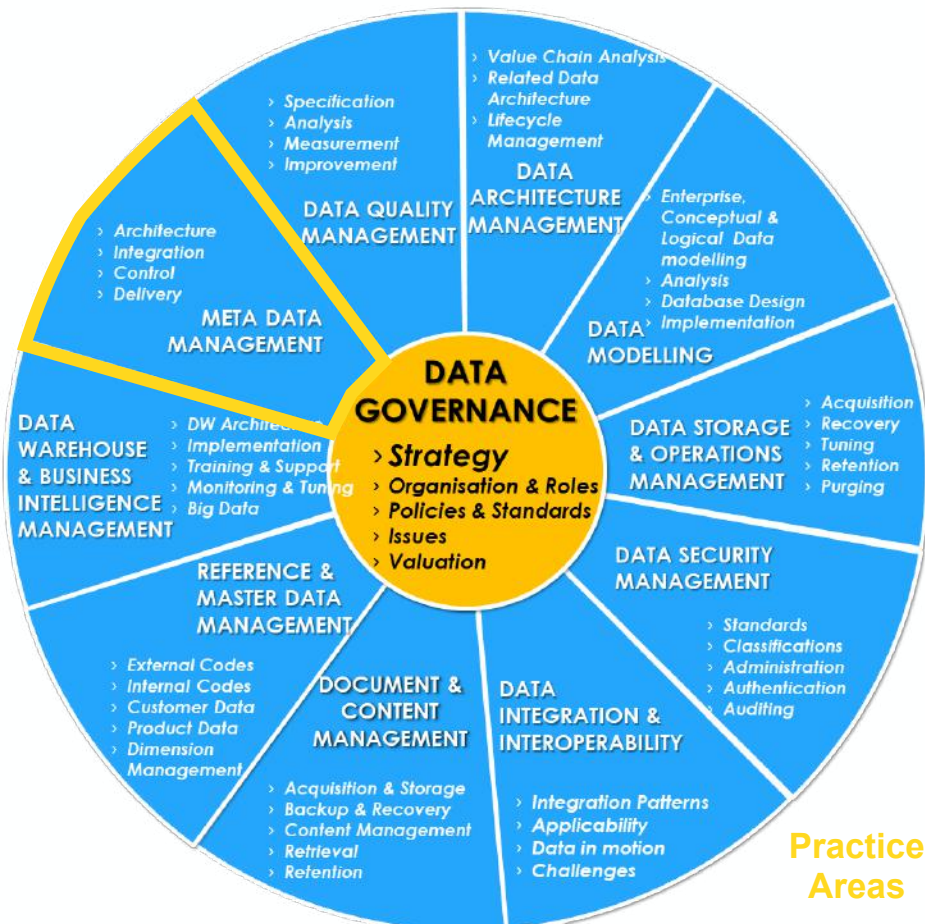 › Value Chain Analysis
› Related Data
Architecture
› Lifecycle
Management
DATA
ARCHITECTURE
MANAGEMENT
› Enterprise,
Conceptual &
Logical Data
modelling
› Analysis
› Database Design
› Implementation
DATA
MODELLING
› Acquisition
› Recovery
› Tuning
› Retention
› Purging
DATA STORAGE
& OPERATIONS
MANAGEMENT
DATA SECURITY
MANAGEMENT
› Standards
› Classifications
› Administration
› Authentication
› Auditing
DATA
INTEGRATION &
INTEROPERABILITY
› Integration Patterns
› Applicability
› Data in motion
› Challenges
DOCUMENT &
CONTENT
MANAGEMENT
› Acquisition & Storage
› Backup & Recovery
› Content Management
› Retrieval
› Retention
REFERENCE &
MASTER DATA
MANAGEMENT
› External Codes
› Internal Codes
› Customer Data
› Product Data
› Dimension
Management
DATA
WAREHOUSE
& BUSINESS
INTELLIGENCE
MANAGEMENT
› DW Architecture
› Implementation
› Training & Support
› Monitoring & Tuning
› Big Data
› Architecture
› Integration
› Control
› Delivery
META DATA
MANAGEMENT
› Specification
› Analysis
› Measurement
› Improvement
DATA QUALITY
MANAGEMENT
DATA
GOVERNANCE
› Strategy
› Organisation & Roles
› Policies & Standards
› Issues
› Valuation
Practice
Areas